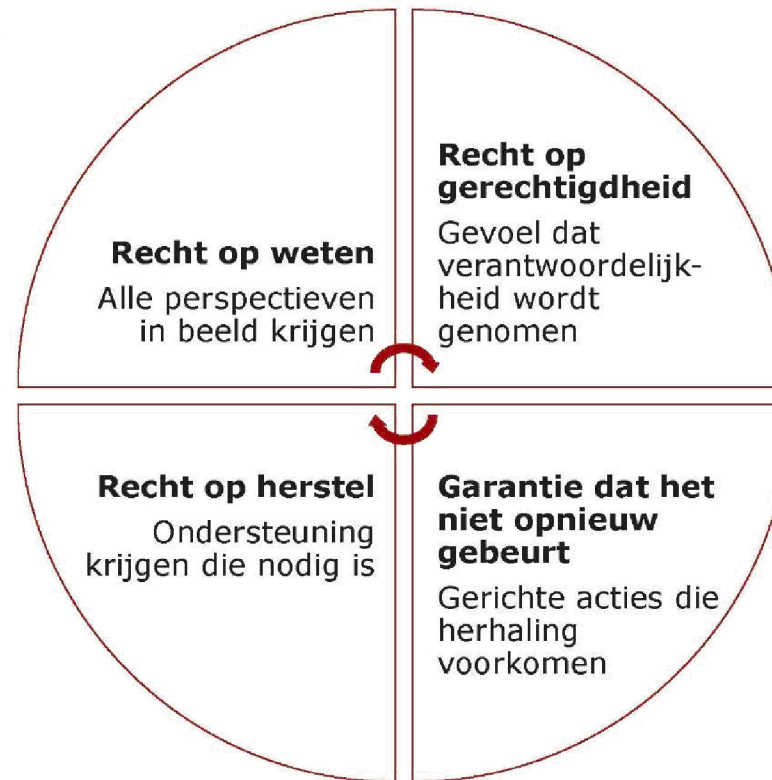 Recht op weten
Alle perspectieven
in beeld krijgen
Recht op
gerechtigdheid
Gevoel dat
verantwoordelijk-
heid wordt
genomen
Recht op herstel
Ondersteuning
krijgen die nodig is
Garantie dat het
niet opnieuw
gebeurt
Gerichte acties die
herhaling
voorkomen